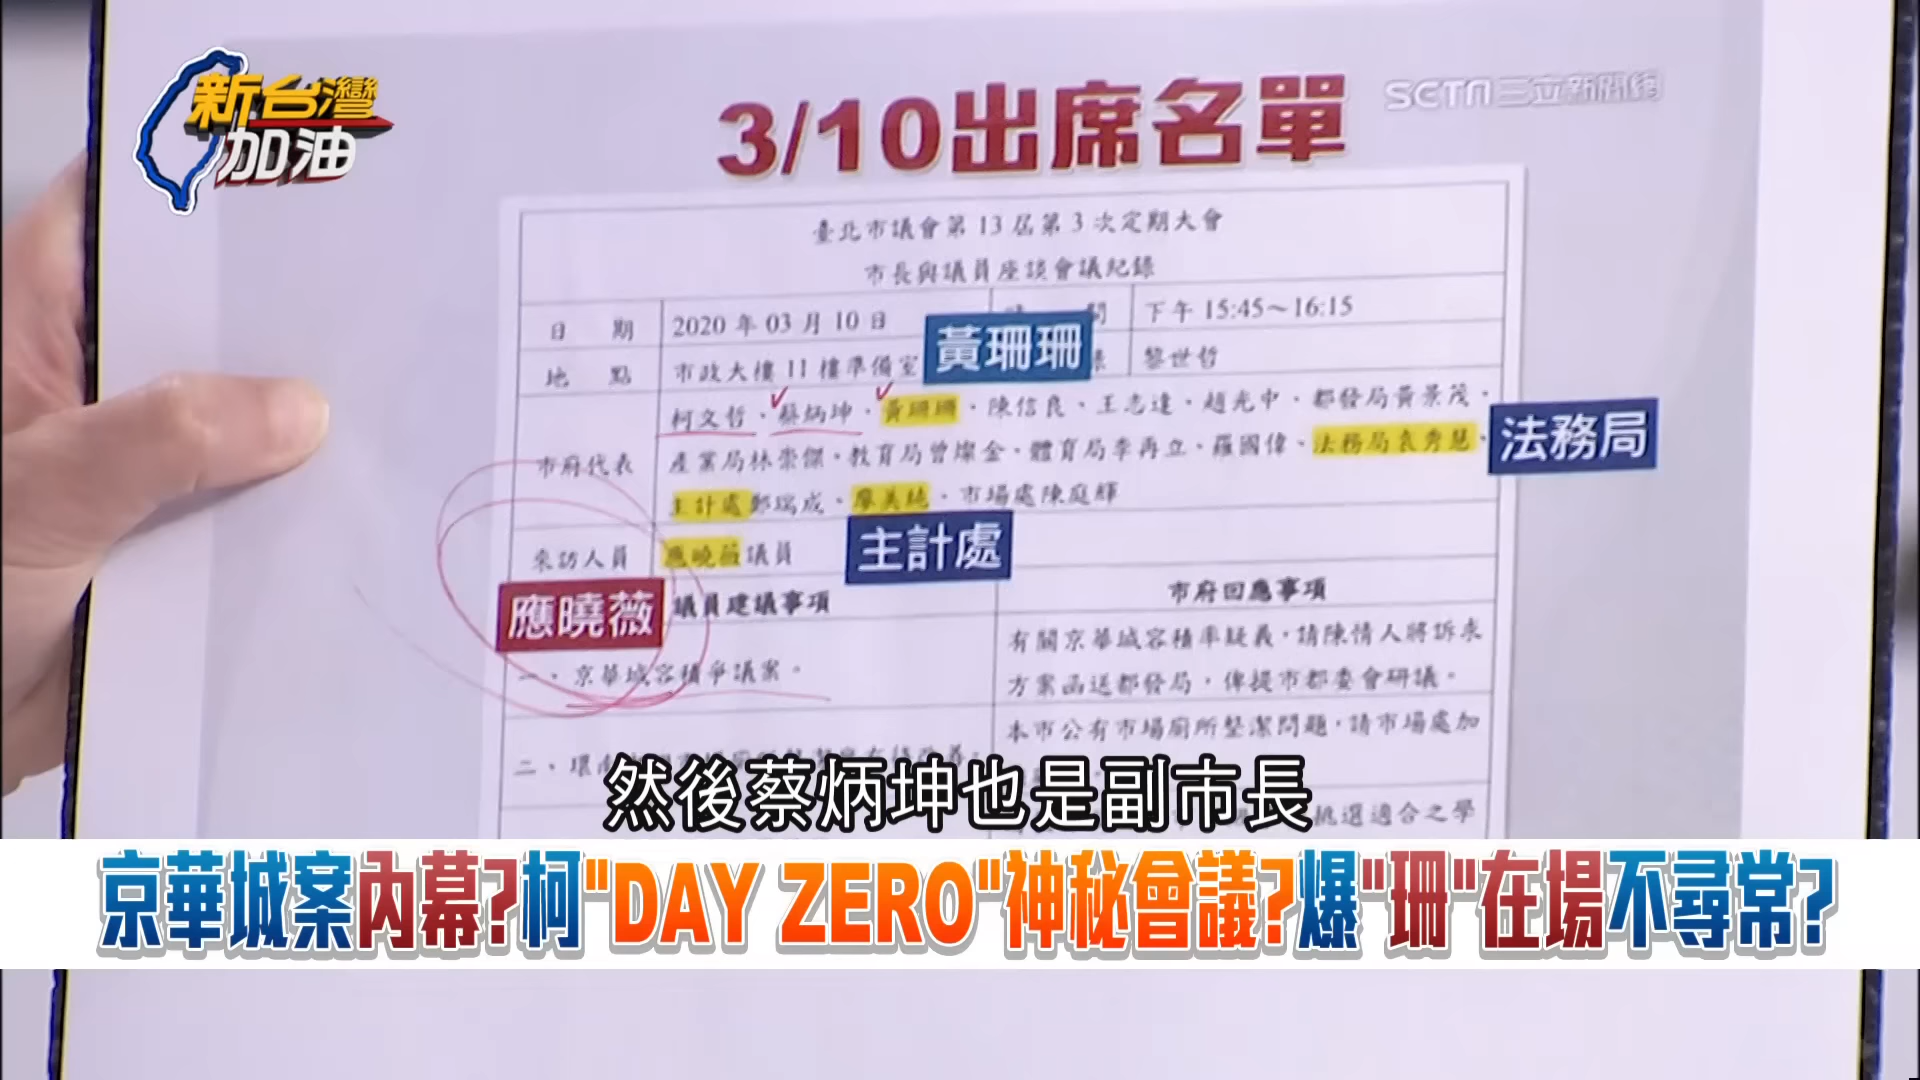 新台灣
加油
SETN三立新聞網
3/10出席名單
臺北市議會第13屆第3次定期大會
市長與議員座談會議紀錄
日 期 2020年03月10日 間 下午15:45~16:15
地 點 市政大樓11樓準備室 黎世哲
黃珊珊
市府代表
柯文哲、蔡炳坤、黃珊珊、陳信良、王志達、趙光中、都發局黃景茂、
產業局林崇傑、教育局曾燦金、體育局李再立、羅國偉、法務局袁秀慧、
主計處鄭瑞成、廖美純、市場處陳庭輝
法務局
來訪人員 應曉薇議員
主計處
應曉薇
議員建議事項 市府回應事項
一、京華城容積爭議案。
有關京華城容積率疑義,請陳情人將訴求
方案函送都發局,俾提市都委會研議。
二、環南
本市公有市場廁所整潔問題,請市場處加
挑選適合之學
然後蔡炳坤也是副市長
京華城案內幕?柯"DAY ZERO"神秘會議?爆"珊"在場不尋常?